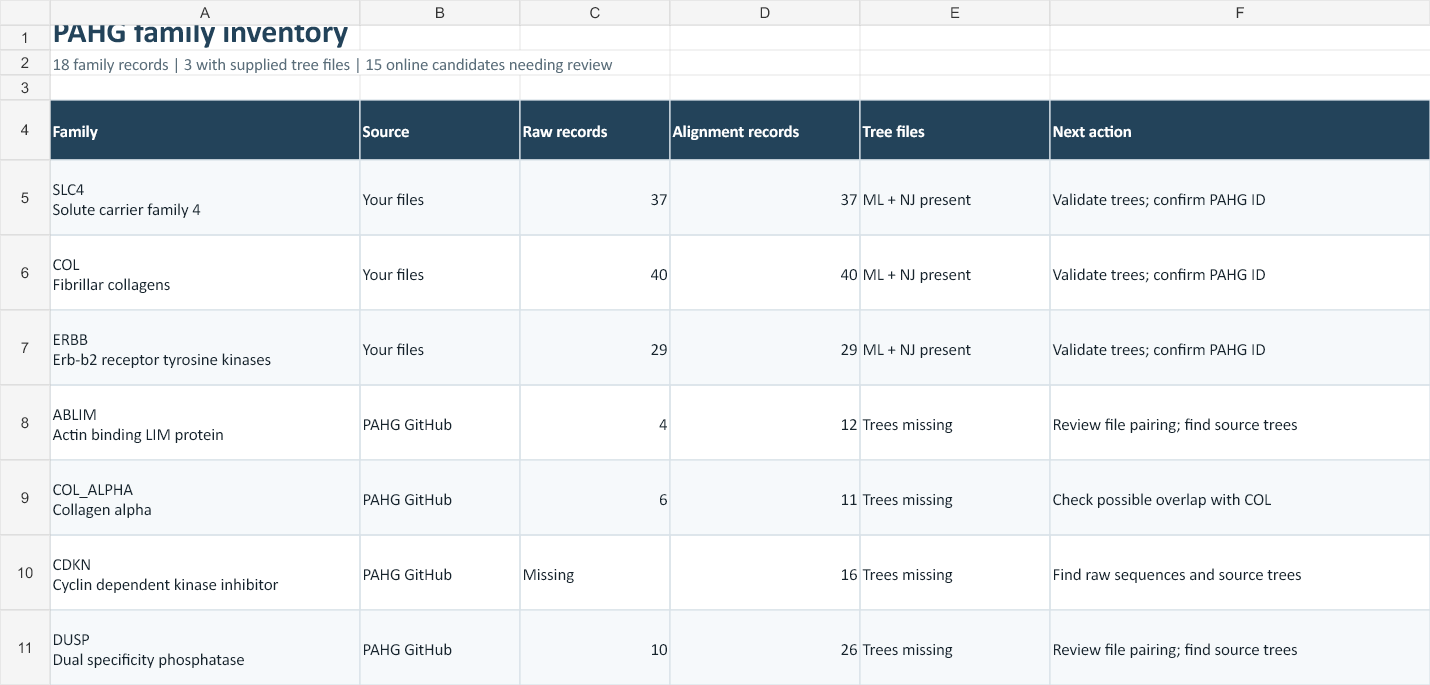 A B C D E F
1 PAHG family inventory
2 18 family records | 3 with supplied tree files | 15 online candidates needing review
3
4 Family Source Raw records Alignment records Tree files Next action
5 SLC4
Solute carrier family 4 Your files 37 37 ML + NJ present Validate trees; confirm PAHG ID
6 COL
Fibrillar collagens Your files 40 40 ML + NJ present Validate trees; confirm PAHG ID
7 ERBB
Erb-b2 receptor tyrosine kinases Your files 29 29 ML + NJ present Validate trees; confirm PAHG ID
8 ABLIM
Actin binding LIM protein PAHG GitHub 4 12 Trees missing Review file pairing; find source trees
9 COL_ALPHA
Collagen alpha PAHG GitHub 6 11 Trees missing Check possible overlap with COL
10 CDKN
Cyclin dependent kinase inhibitor PAHG GitHub Missing 16 Trees missing Find raw sequences and source trees
11 DUSP
Dual specificity phosphatase PAHG GitHub 10 26 Trees missing Review file pairing; find source trees